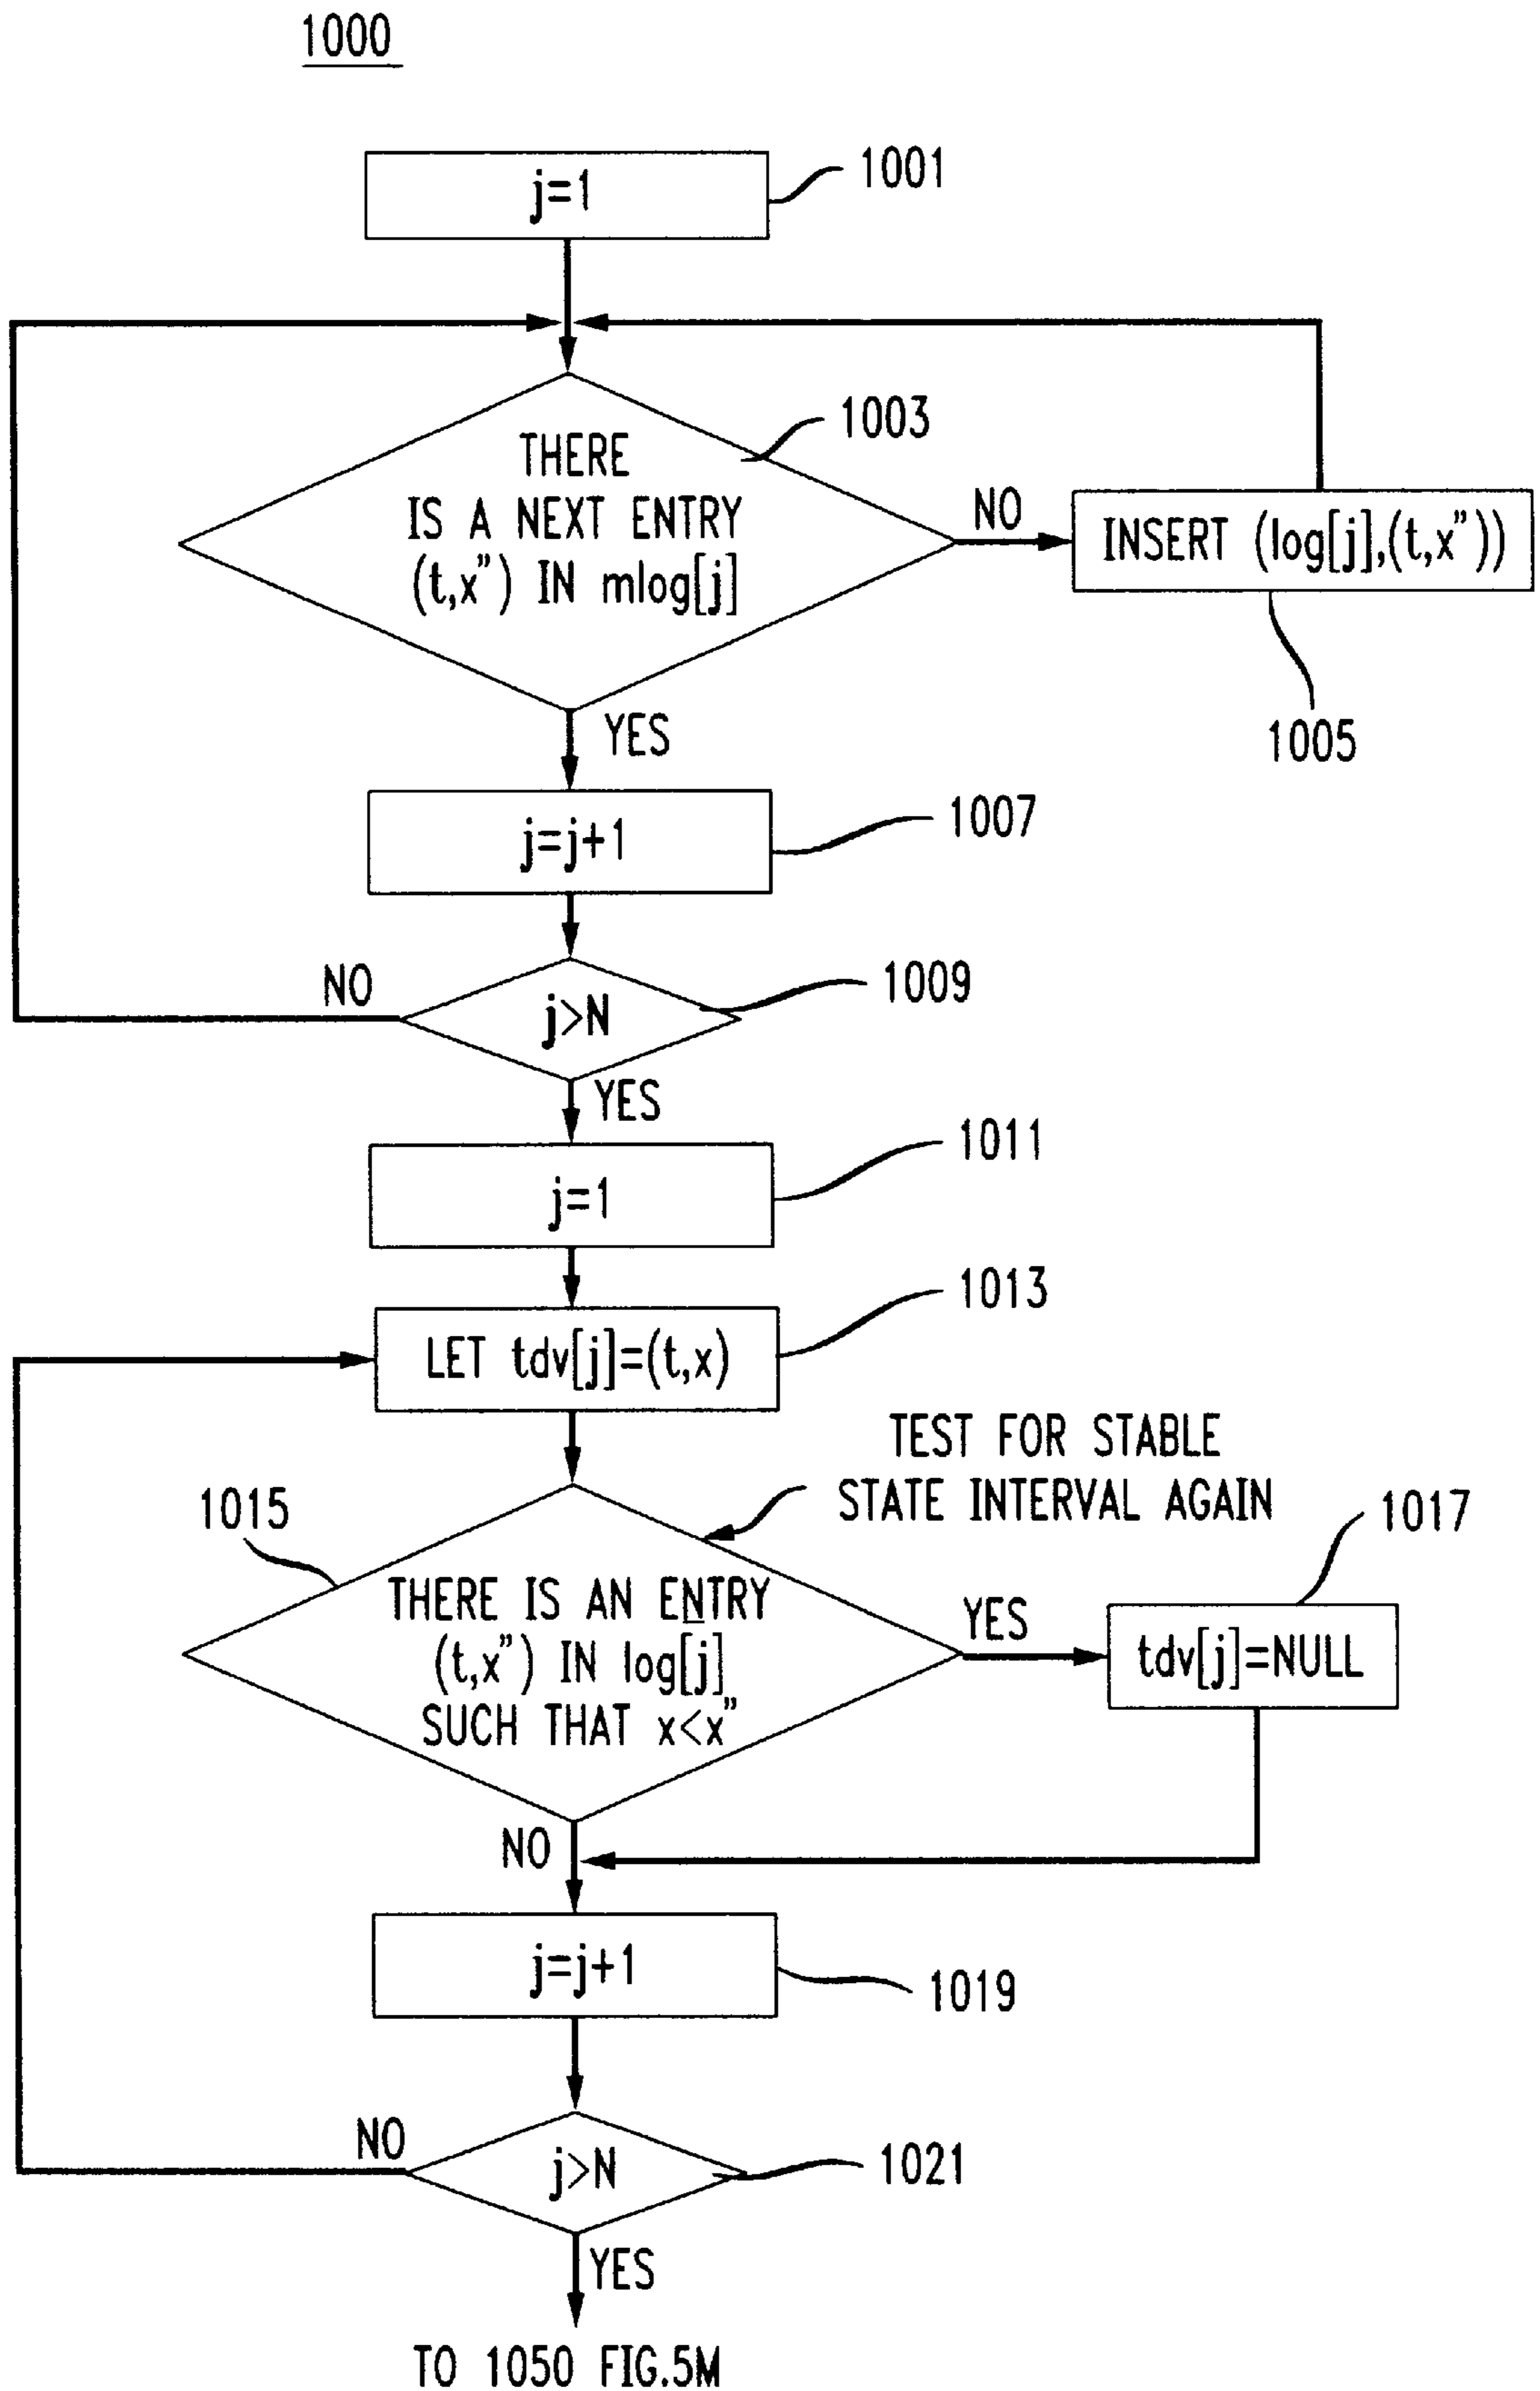 1000
j=1
1001
THERE
IS A NEXT ENTRY
(t,x") IN mlog[j]
1003
NO
INSERT (log[j],(t,x"))
1005
YES
j=j+1
1007
NO
j>N
1009
YES
j=1
1011
LET tdv[j]=(t,x)
1013
TEST FOR STABLE
STATE INTERVAL AGAIN
1015
THERE IS AN ENTRY
(t,x") IN log[j]
SUCH THAT x<x"
YES
tdv[j]=NULL
1017
NO
j=j+1
1019
NO
j>N
1021
YES
TO 1050 FIG.5M